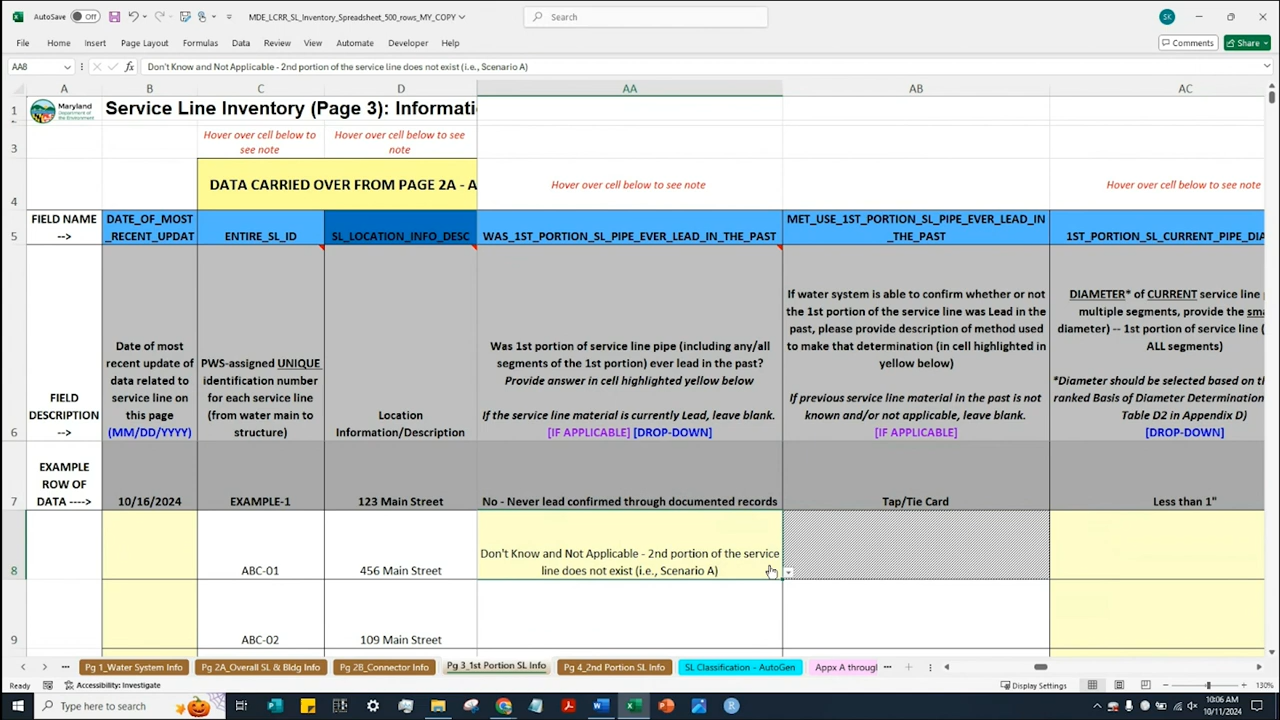 AutoSave Off
MDE_LCRR_SL_Inventory_Spreadsheet_500_rows_MY_COPY
Search
SK
File Home Insert Page Layout Formulas Data Review View Automate Developer Help
Comments Share
AA8
fx
Don't Know and Not Applicable - 2nd portion of the service line does not exist (i.e., Scenario A)
A B C D AA AB AC
1
Maryland
Department of
the Environment
Service Line Inventory (Page 3): Informati
3
Hover over cell below to
see note
Hover over cell below to see
note
4
DATA CARRIED OVER FROM PAGE 2A - A
Hover over cell below to see note
Hover over cell below to see note
5
FIELD NAME
-->
DATE_OF_MOST
_RECENT_UPDAT
ENTIRE_SL_ID
SL_LOCATION_INFO_DESC
WAS_1ST_PORTION_SL_PIPE_EVER_LEAD_IN_THE_PAST
MET_USE_1ST_PORTION_SL_PIPE_EVER_LEAD_IN
_THE_PAST
1ST_PORTION_SL_CURRENT_PIPE_DIA
6
FIELD
DESCRIPTION
-->
Date of most
recent update of
data related to
service line on
this page
(MM/DD/YYYY)
PWS-assigned UNIQUE
identification number
for each service line
(from water main to
structure)
Location
Information/Description
Was 1st portion of service line pipe (including any/all
segments of the 1st portion) ever lead in the past?
Provide answer in cell highlighted yellow below
If the service line material is currently Lead, leave blank.
[IF APPLICABLE] [DROP-DOWN]
If water system is able to confirm whether or not
the 1st portion of the service line was Lead in the
past, please provide description of method used
to make that determination (in cell highlighted in
yellow below)
If previous service line material in the past is not
known and/or not applicable, leave blank.
[IF APPLICABLE]
DIAMETER* of CURRENT service line
multiple segments, provide the sma
diameter) -- 1st portion of service line (
ALL segments)
*Diameter should be selected based on th
ranked Basis of Diameter Determination
Table D2 in Appendix D)
[DROP-DOWN]
7
EXAMPLE
ROW OF
DATA ---->
10/16/2024
EXAMPLE-1
123 Main Street
No - Never lead confirmed through documented records
Tap/Tie Card
Less than 1"
8
ABC-01
456 Main Street
Don't Know and Not Applicable - 2nd portion of the service
line does not exist (i.e., Scenario A)
9
ABC-02
109 Main Street
Pg 1_Water System Info Pg 2A_Overall SL & Bldg Info Pg 2B_Connector Info Pg 3_1st Portion SL Info Pg 4_2nd Portion SL Info SL Classification - AutoGen Appx A througl
Ready
Accessibility: Investigate
Display Settings
130%
Type here to search
10:06 AM
10/11/2024